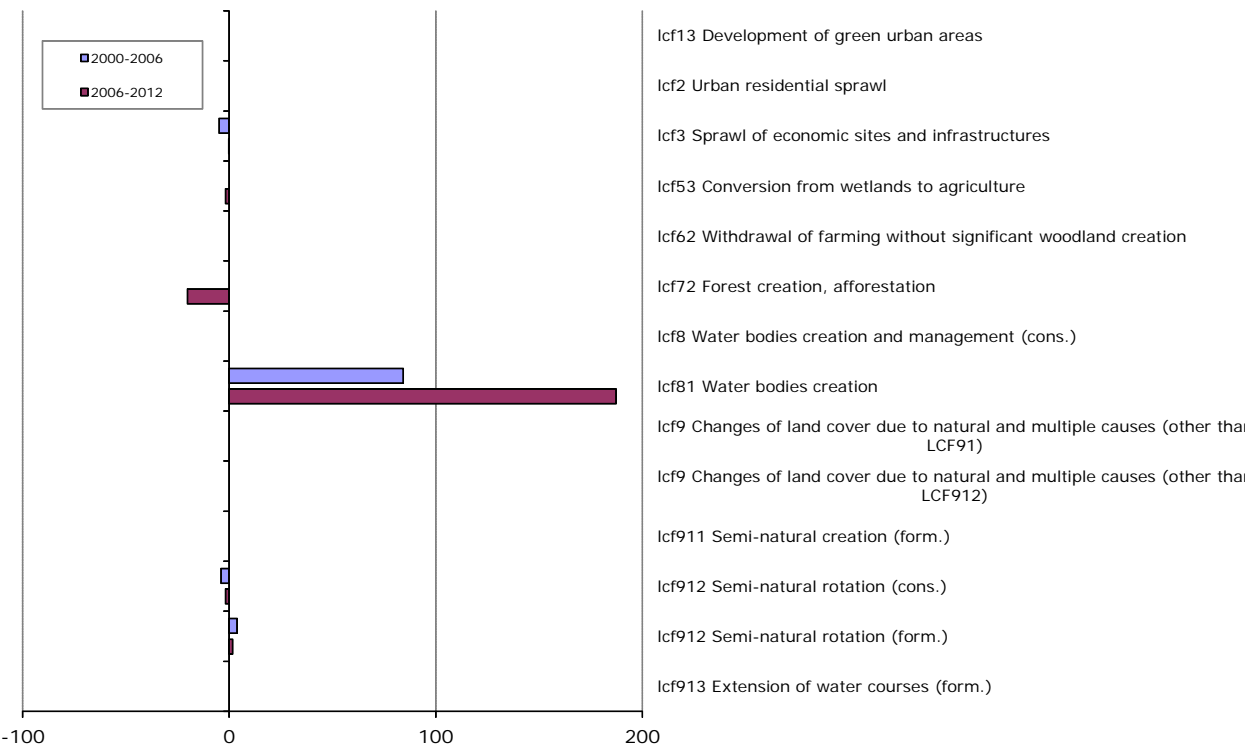 2000-2006
2006-2012
lcf13 Development of green urban areas
lcf2 Urban residential sprawl
lcf3 Sprawl of economic sites and infrastructures
lcf53 Conversion from wetlands to agriculture
lcf62 Withdrawal of farming without significant woodland creation
lcf72 Forest creation, afforestation
lcf8 Water bodies creation and management (cons.)
lcf81 Water bodies creation
lcf9 Changes of land cover due to natural and multiple causes (other than
LCF91)
lcf9 Changes of land cover due to natural and multiple causes (other than
LCF912)
lcf911 Semi-natural creation (form.)
lcf912 Semi-natural rotation (cons.)
lcf912 Semi-natural rotation (form.)
lcf913 Extension of water courses (form.)
-100 0 100 200